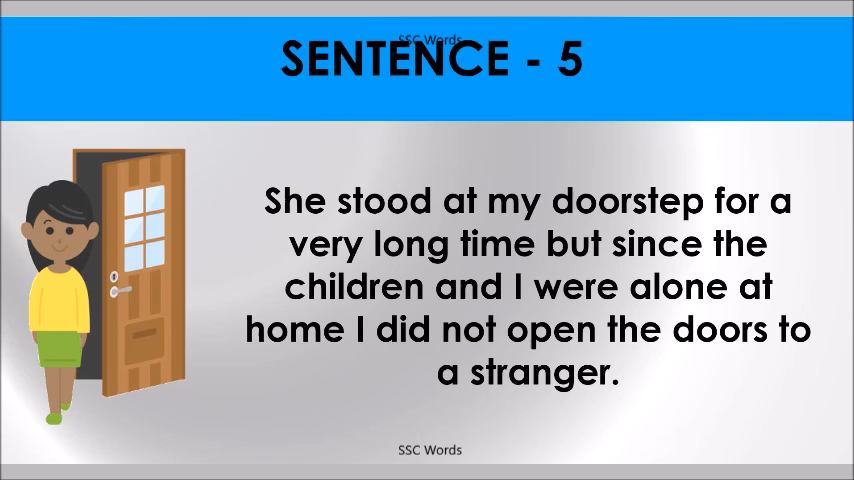 SSC Words
SENTENCE - 5
She stood at my doorstep for a
very long time but since the
children and I were alone at
home I did not open the doors to
a stranger.
SSC Words